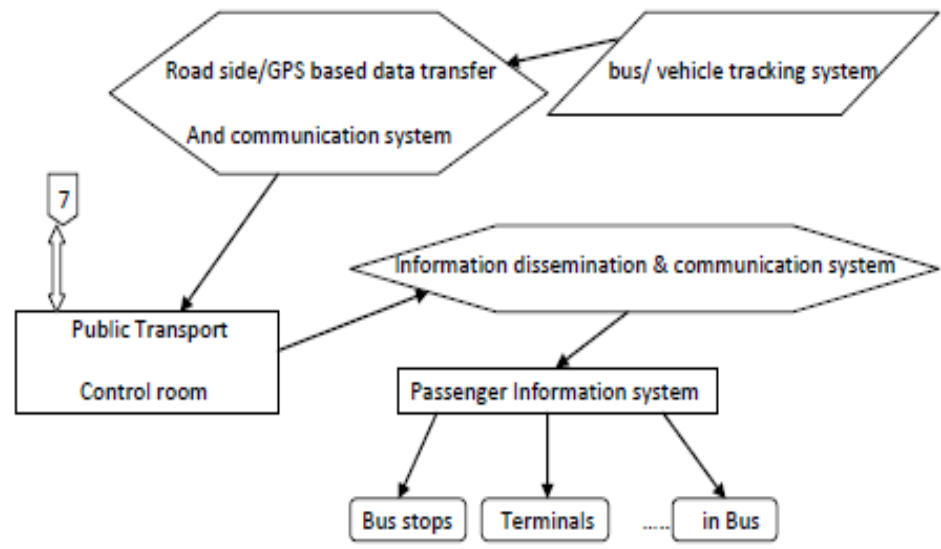 Road side/GPS based data transfer
And communication system
bus/ vehicle tracking system
7
Information dissemination & communication system
Public Transport
Control room
Passenger Information system
Bus stops
Terminals
.....
in Bus